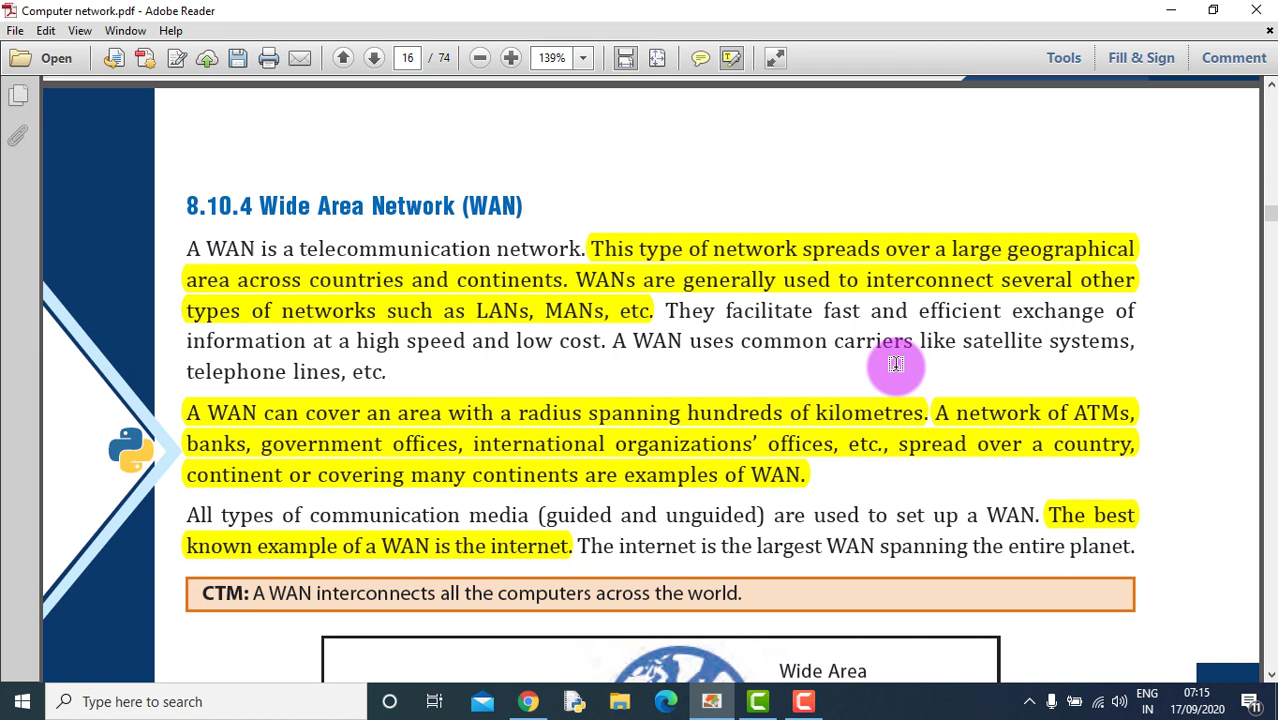 Computer network.pdf - Adobe Reader
File Edit View Window Help
Open 16 / 74 139% Tools Fill & Sign Comment
8.10.4 Wide Area Network (WAN)
A WAN is a telecommunication network. This type of network spreads over a large geographical
area across countries and continents. WANs are generally used to interconnect several other
types of networks such as LANs, MANs, etc. They facilitate fast and efficient exchange of
information at a high speed and low cost. A WAN uses common carriers like satellite systems,
telephone lines, etc.
A WAN can cover an area with a radius spanning hundreds of kilometres. A network of ATMs,
banks, government offices, international organizations’ offices, etc., spread over a country,
continent or covering many continents are examples of WAN.
All types of communication media (guided and unguided) are used to set up a WAN. The best
known example of a WAN is the internet. The internet is the largest WAN spanning the entire planet.
CTM: A WAN interconnects all the computers across the world.
Wide Area
Type here to search
ENG
IN
07:15
17/09/2020
11